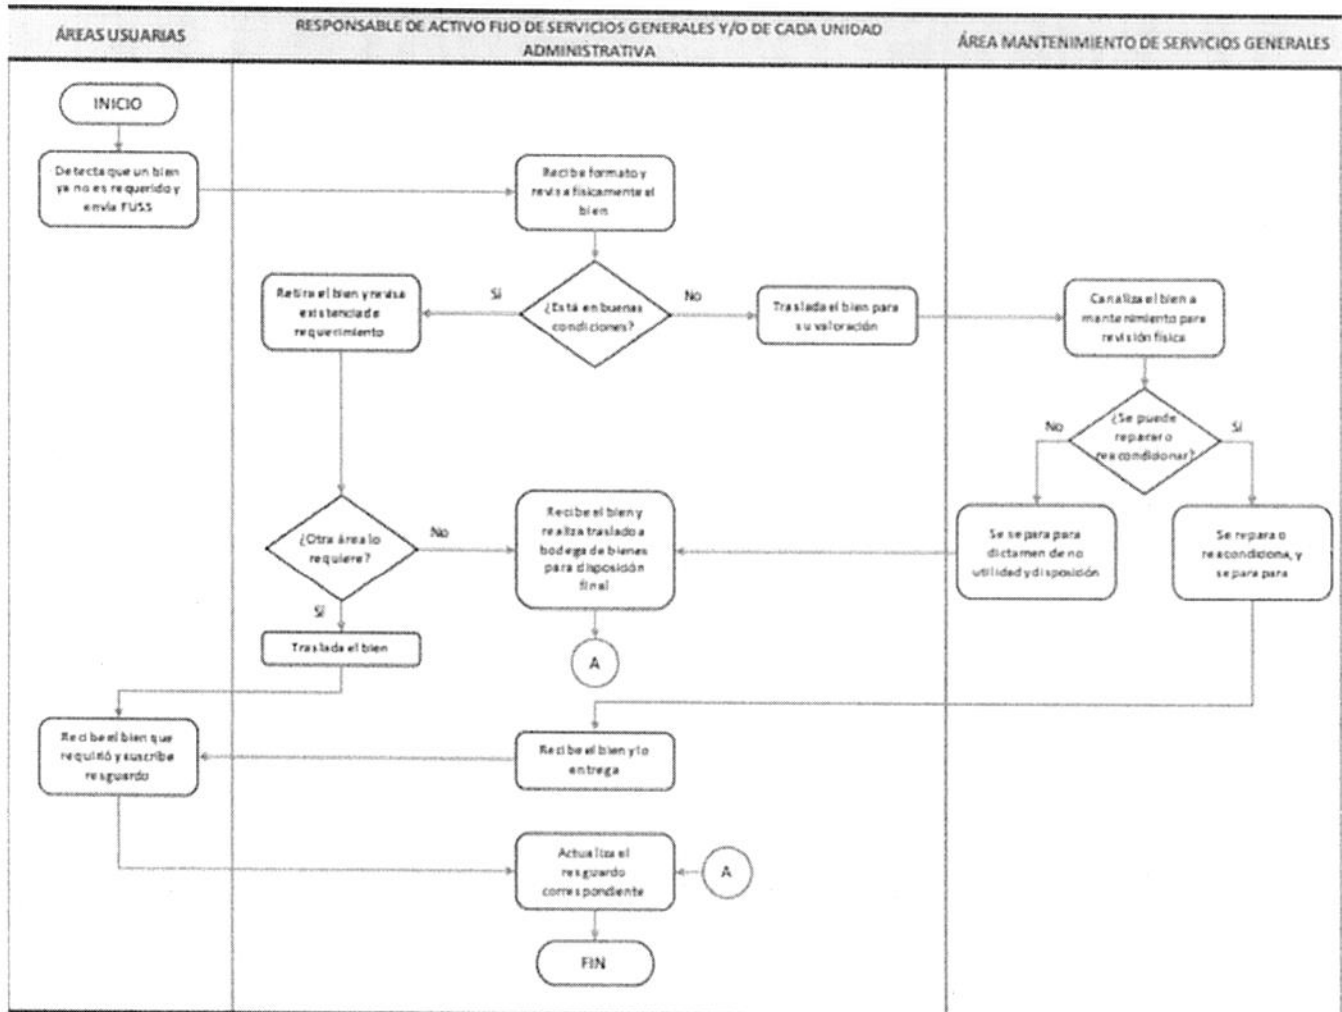 ÁREAS USUARIAS
RESPONSABLE DE ACTIVO FIJO DE SERVICIOS GENERALES Y/O DE CADA UNIDAD
ADMINISTRATIVA
ÁREA MANTENIMIENTO DE SERVICIOS GENERALES
INICIO
Detecta que un bien
ya no es requerido y
envía FUSS
Recibe formato y
revisa físicamente el
bien
¿Está en buenas
condiciones?
Sí
No
Retira el bien y revisa
existencia de
requerimiento
Traslada el bien para
su valoración
Canaliza el bien a
mantenimiento para
revisión física
¿Se puede
reparar o
reacondicionar?
No
Sí
¿Otra área lo
requiere?
No
Sí
Recibe el bien y
realiza traslado a
bodega de bienes
para disposición
final
Se separa para
dictamen de no
utilidad y disposición
Se repara o
reacondiciona, y
separa para
Traslada el bien
A
Recibe el bien que
requirió y suscribe
resguardo
Recibe el bien y lo
entrega
Actualiza el
resguardo
correspondiente
A
FIN